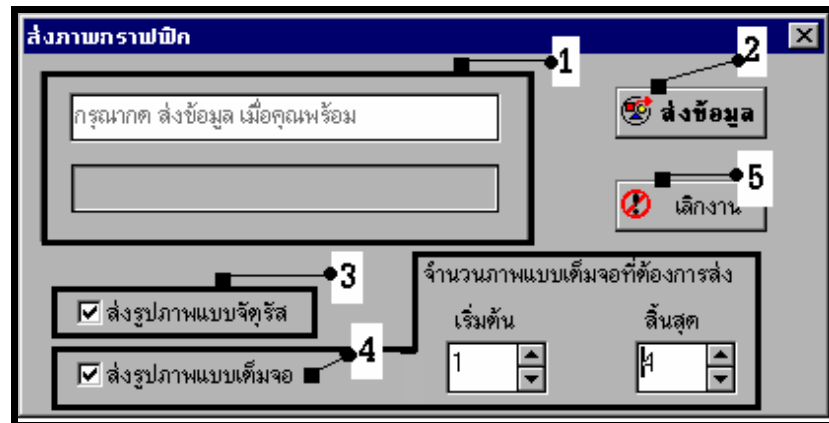 ส่งภาพกราฟฟิค
1
2
กรุณากด ส่งข้อมูล เมื่อคุณพร้อม
ส่งข้อมูล
5
เลิกงาน
3
จำนวนภาพแบบเต็มจอที่ต้องการส่ง
ส่งรูปภาพแบบจัตุรัส
เริ่มต้น
สิ้นสุด
4
ส่งรูปภาพแบบเต็มจอ
1
4